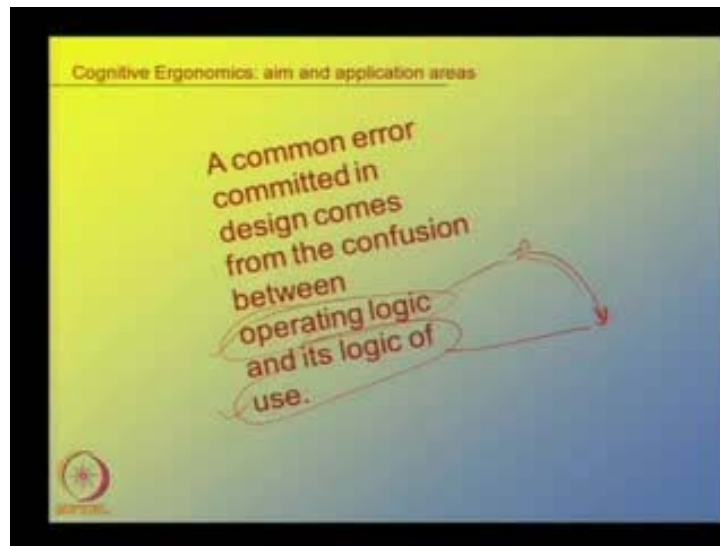 Cognitive Ergonomics: aim and application areas
A common error
committed in
design comes
from the confusion
between
operating logic
and its logic of
use.
NPTEL